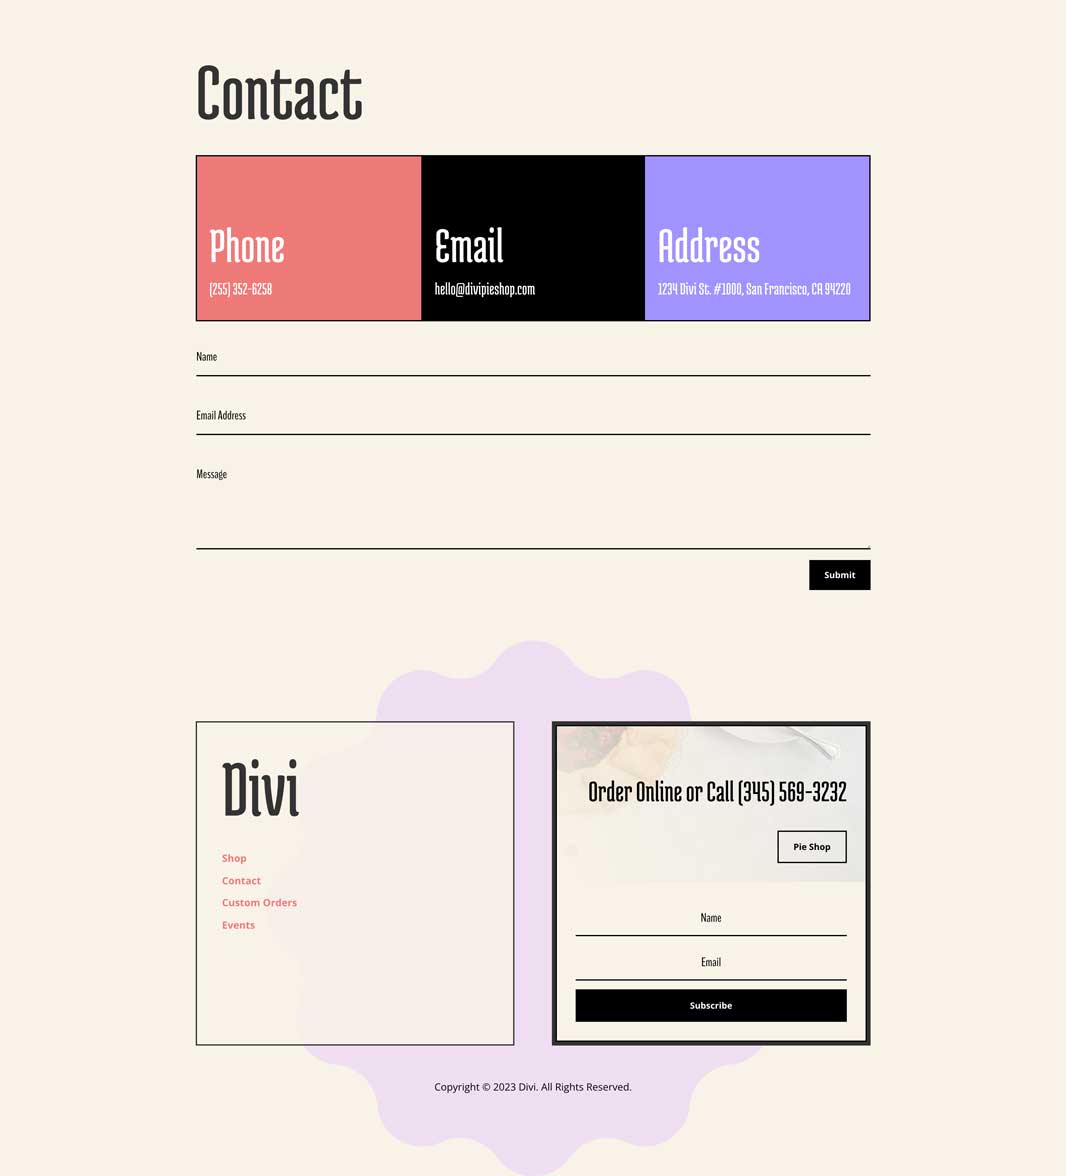 Contact
Phone
(255) 352-6258
Email
hello@divipieshop.com
Address
1234 Divi St. #1000, San Francisco, CA 94220
Name
Email Address
Message
Submit
Divi
Shop
Contact
Custom Orders
Events
Order Online or Call (345) 569-3232
Pie Shop
Name
Email
Subscribe
Copyright © 2023 Divi. All Rights Reserved.